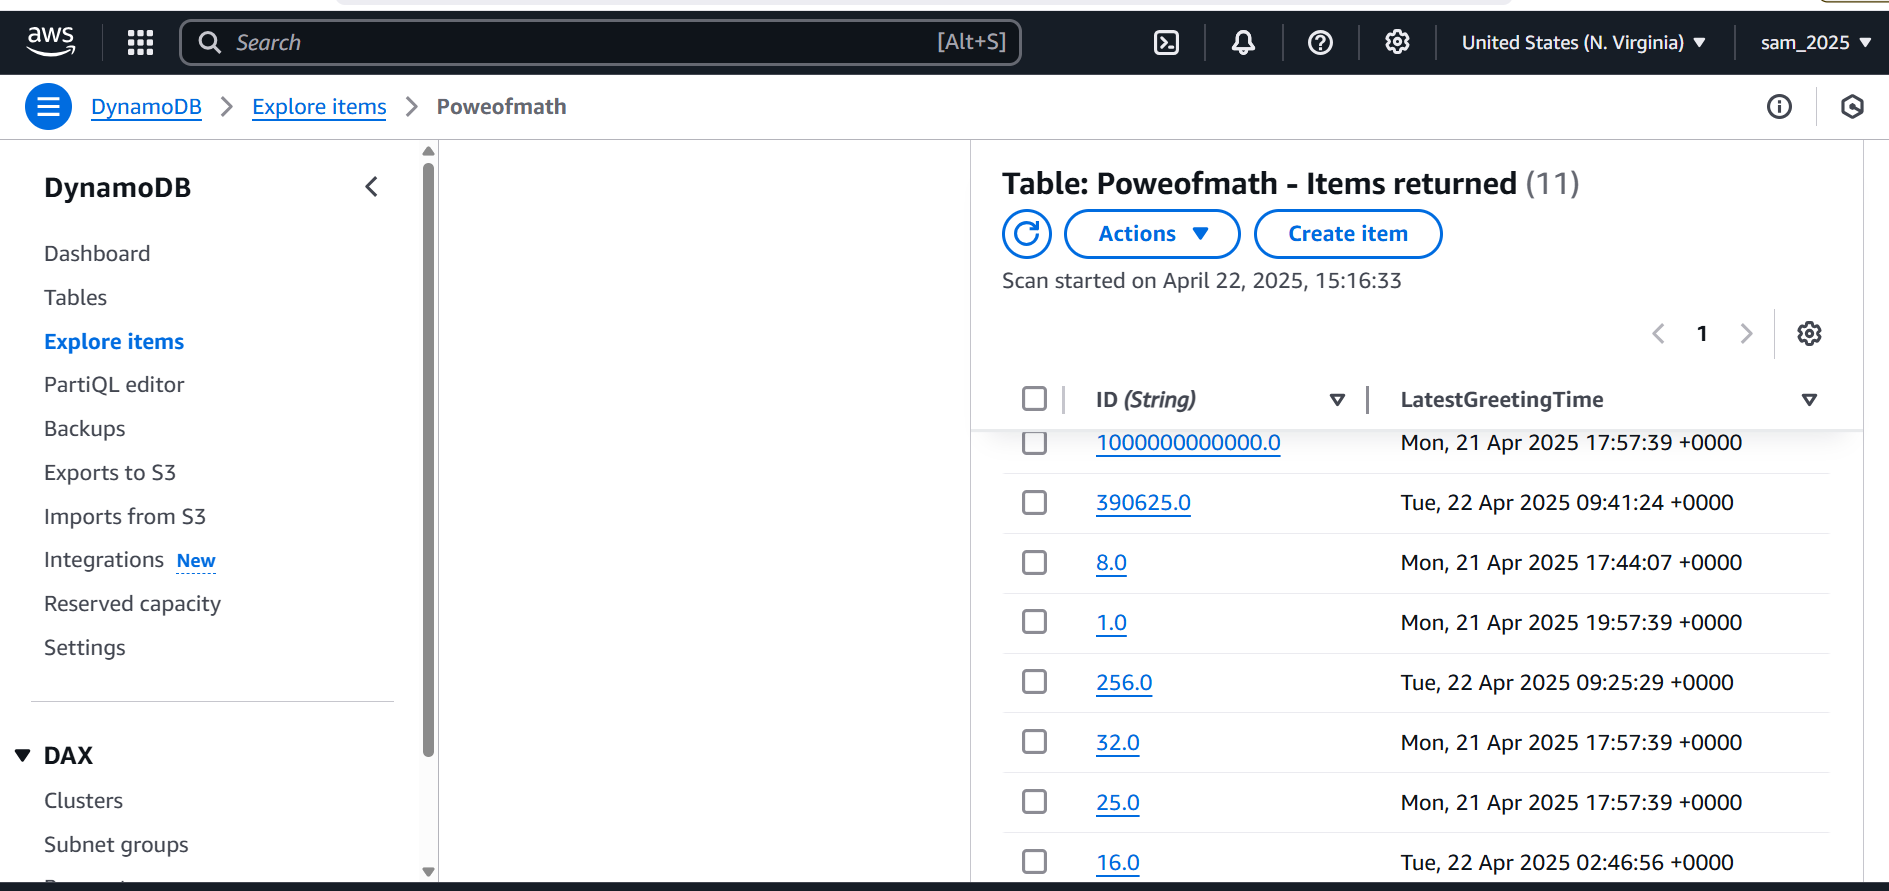 aws
Search [Alt+S]
United States (N. Virginia)
sam_2025
DynamoDB
Explore items
Poweofmath
DynamoDB
Dashboard
Tables
Explore items
PartiQL editor
Backups
Exports to S3
Imports from S3
Integrations New
Reserved capacity
Settings
DAX
Clusters
Subnet groups
Table: Poweofmath - Items returned (11)
Actions
Create item
Scan started on April 22, 2025, 15:16:33
1
ID (String) LatestGreetingTime
1000000000000.0 Mon, 21 Apr 2025 17:57:39 +0000
390625.0 Tue, 22 Apr 2025 09:41:24 +0000
8.0 Mon, 21 Apr 2025 17:44:07 +0000
1.0 Mon, 21 Apr 2025 19:57:39 +0000
256.0 Tue, 22 Apr 2025 09:25:29 +0000
32.0 Mon, 21 Apr 2025 17:57:39 +0000
25.0 Mon, 21 Apr 2025 17:57:39 +0000
16.0 Tue, 22 Apr 2025 02:46:56 +0000